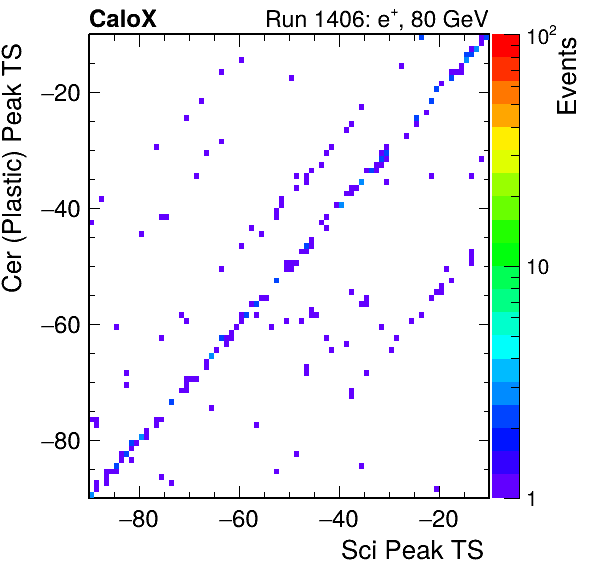 CaloX Run 1406: e⁺, 80 GeV
Cer (Plastic) Peak TS
−20
−40
−60
−80
−80 −60 −40 −20
Sci Peak TS
10²
10
1
Events